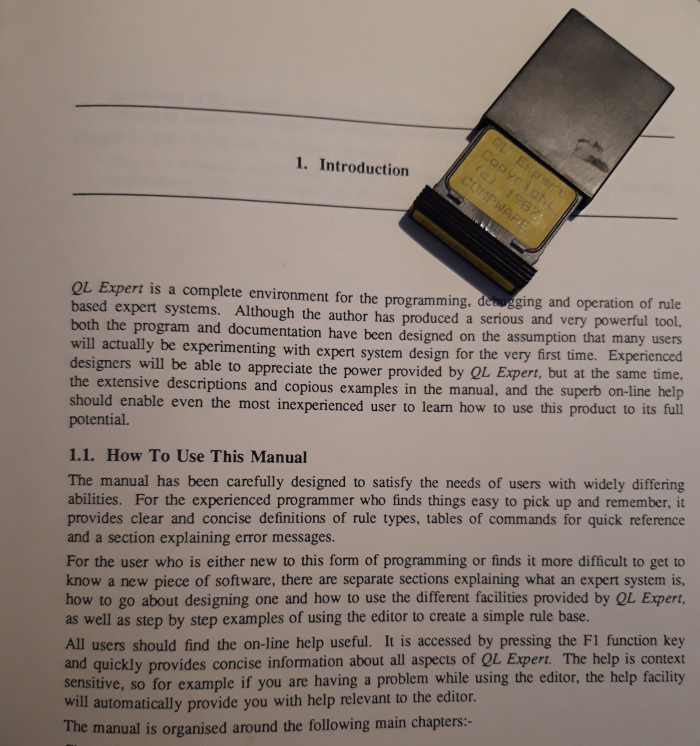 QL Expert
Copyright
(c) 1987
COMPWARE
1. Introduction
QL Expert is a complete environment for the programming, debugging and operation of rule
based expert systems. Although the author has produced a serious and very powerful tool,
both the program and documentation have been designed on the assumption that many users
will actually be experimenting with expert system design for the very first time. Experienced
designers will be able to appreciate the power provided by QL Expert, but at the same time,
the extensive descriptions and copious examples in the manual, and the superb on-line help
should enable even the most inexperienced user to learn how to use this product to its full
potential.
1.1. How To Use This Manual
The manual has been carefully designed to satisfy the needs of users with widely differing
abilities. For the experienced programmer who finds things easy to pick up and remember, it
provides clear and concise definitions of rule types, tables of commands for quick reference
and a section explaining error messages.
For the user who is either new to this form of programming or finds it more difficult to get to
know a new piece of software, there are separate sections explaining what an expert system is,
how to go about designing one and how to use the different facilities provided by QL Expert,
as well as step by step examples of using the editor to create a simple rule base.
All users should find the on-line help useful. It is accessed by pressing the F1 function key
and quickly provides concise information about all aspects of QL Expert. The help is context
sensitive, so for example if you are having a problem while using the editor, the help facility
will automatically provide you with help relevant to the editor.
The manual is organised around the following main chapters:-